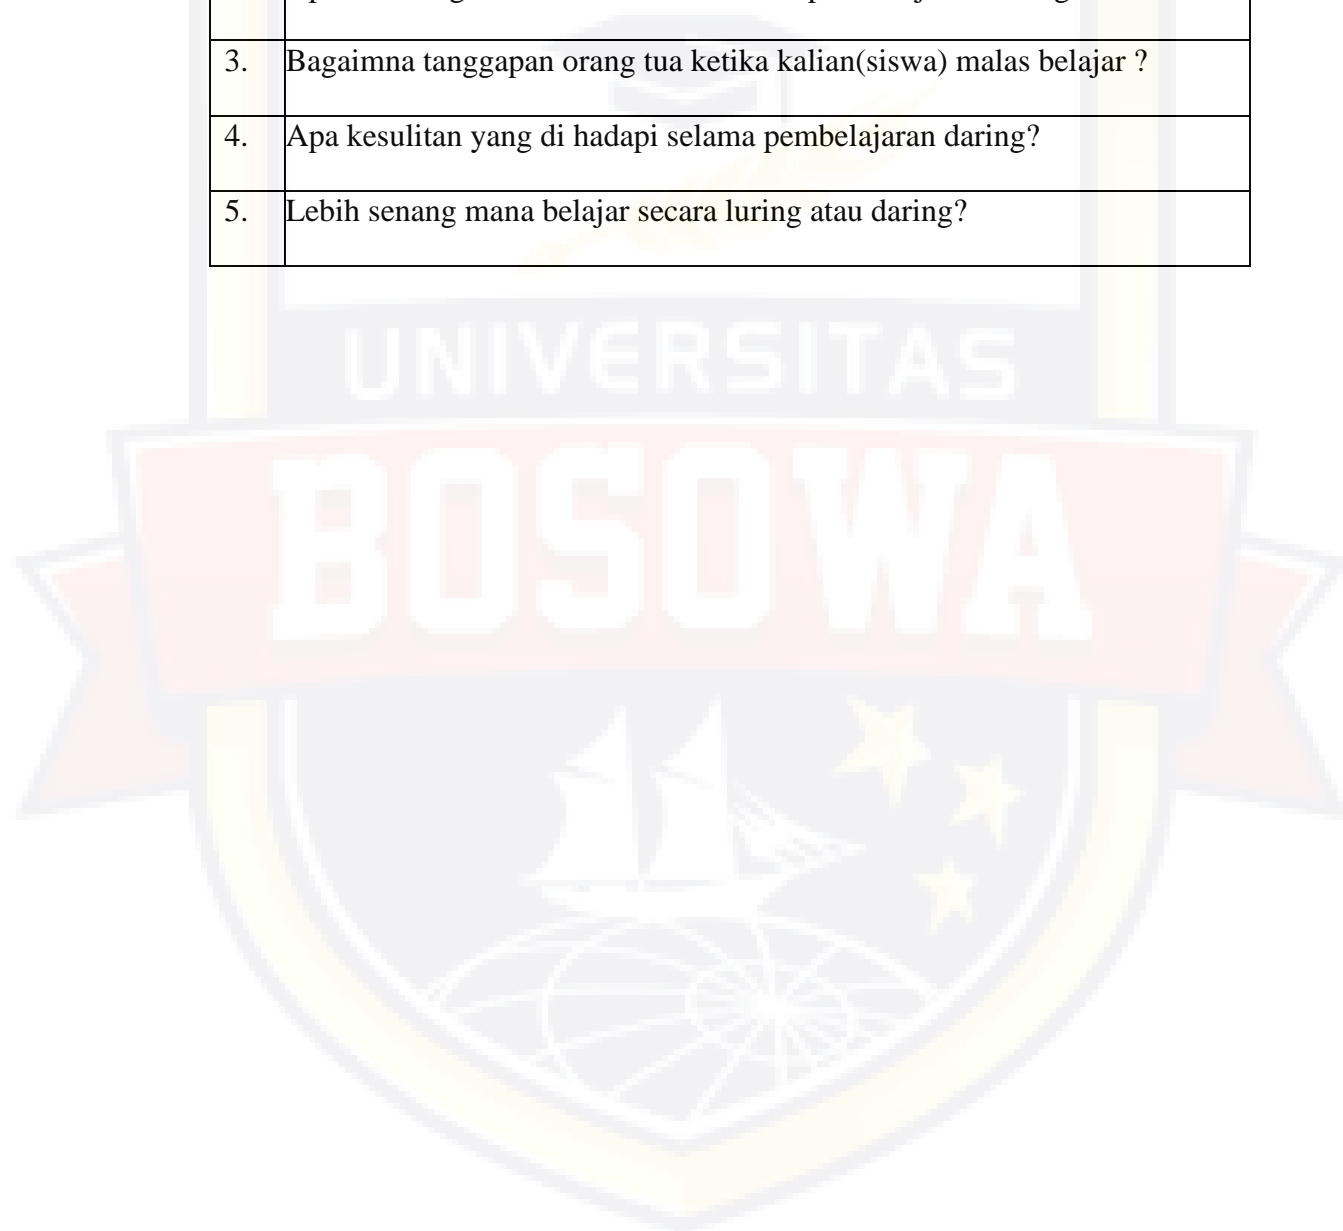 3. Bagaimna tanggapan orang tua ketika kalian(siswa) malas belajar ?
4. Apa kesulitan yang di hadapi selama pembelajaran daring?
5. Lebih senang mana belajar secara luring atau daring?
UNIVERSITAS
BOSOWA